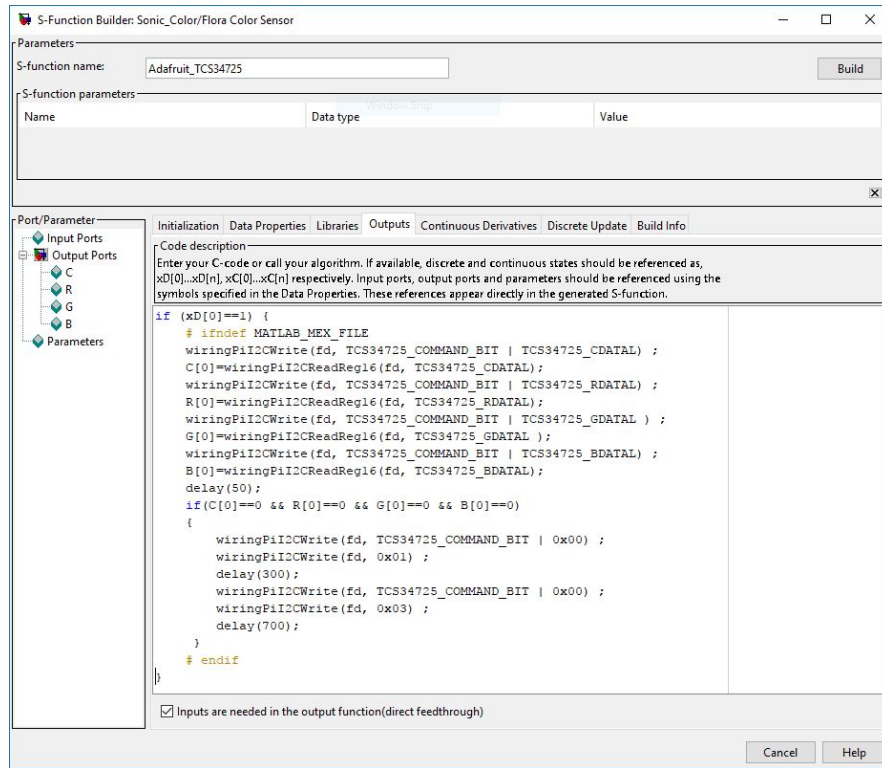 S-Function Builder: Sonic_Color/Flora Color Sensor
Parameters
S-function name: Adafruit_TCS34725 Build
S-function parameters
Window Snip
Name Data type Value
Port/Parameter
Input Ports
Output Ports
C
R
G
B
Parameters
Initialization Data Properties Libraries Outputs Continuous Derivatives Discrete Update Build Info
Code description
Enter your C-code or call your algorithm. If available, discrete and continuous states should be referenced as,
xD[0]...xD[n], xC[0]...xC[n] respectively. Input ports, output ports and parameters should be referenced using the
symbols specified in the Data Properties. These references appear directly in the generated S-function.
if (xD[0]==1) {
# ifndef MATLAB_MEX_FILE
wiringPiI2CWrite(fd, TCS34725_COMMAND_BIT | TCS34725_CDATAL) ;
C[0]=wiringPiI2CReadReg16(fd, TCS34725_CDATAL);
wiringPiI2CWrite(fd, TCS34725_COMMAND_BIT | TCS34725_RDATAL) ;
R[0]=wiringPiI2CReadReg16(fd, TCS34725_RDATAL);
wiringPiI2CWrite(fd, TCS34725_COMMAND_BIT | TCS34725_GDATAL ) ;
G[0]=wiringPiI2CReadReg16(fd, TCS34725_GDATAL );
wiringPiI2CWrite(fd, TCS34725_COMMAND_BIT | TCS34725_BDATAL) ;
B[0]=wiringPiI2CReadReg16(fd, TCS34725_BDATAL);
delay(50);
if(C[0]==0 && R[0]==0 && G[0]==0 && B[0]==0)
{
wiringPiI2CWrite(fd, TCS34725_COMMAND_BIT | 0x00) ;
wiringPiI2CWrite(fd, 0x01) ;
delay(300);
wiringPiI2CWrite(fd, TCS34725_COMMAND_BIT | 0x00) ;
wiringPiI2CWrite(fd, 0x03) ;
delay(700);
}
# endif
}
Inputs are needed in the output function(direct feedthrough)
Cancel Help